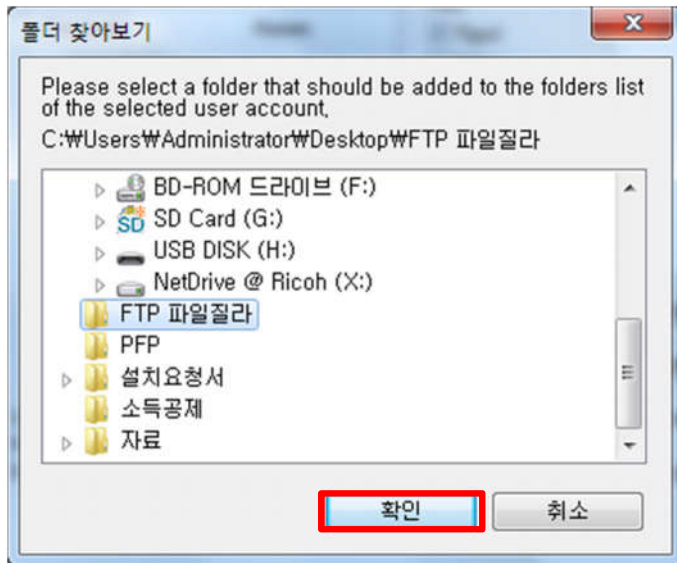 폴더 찾아보기
Please select a folder that should be added to the folders list
of the selected user account,
C:₩Users₩Administrator₩Desktop₩FTP 파일질라
BD-ROM 드라이브 (F:)
SD Card (G:)
USB DISK (H:)
NetDrive @ Ricoh (X:)
FTP 파일질라
PFP
설치요청서
소득공제
자료
확인 취소